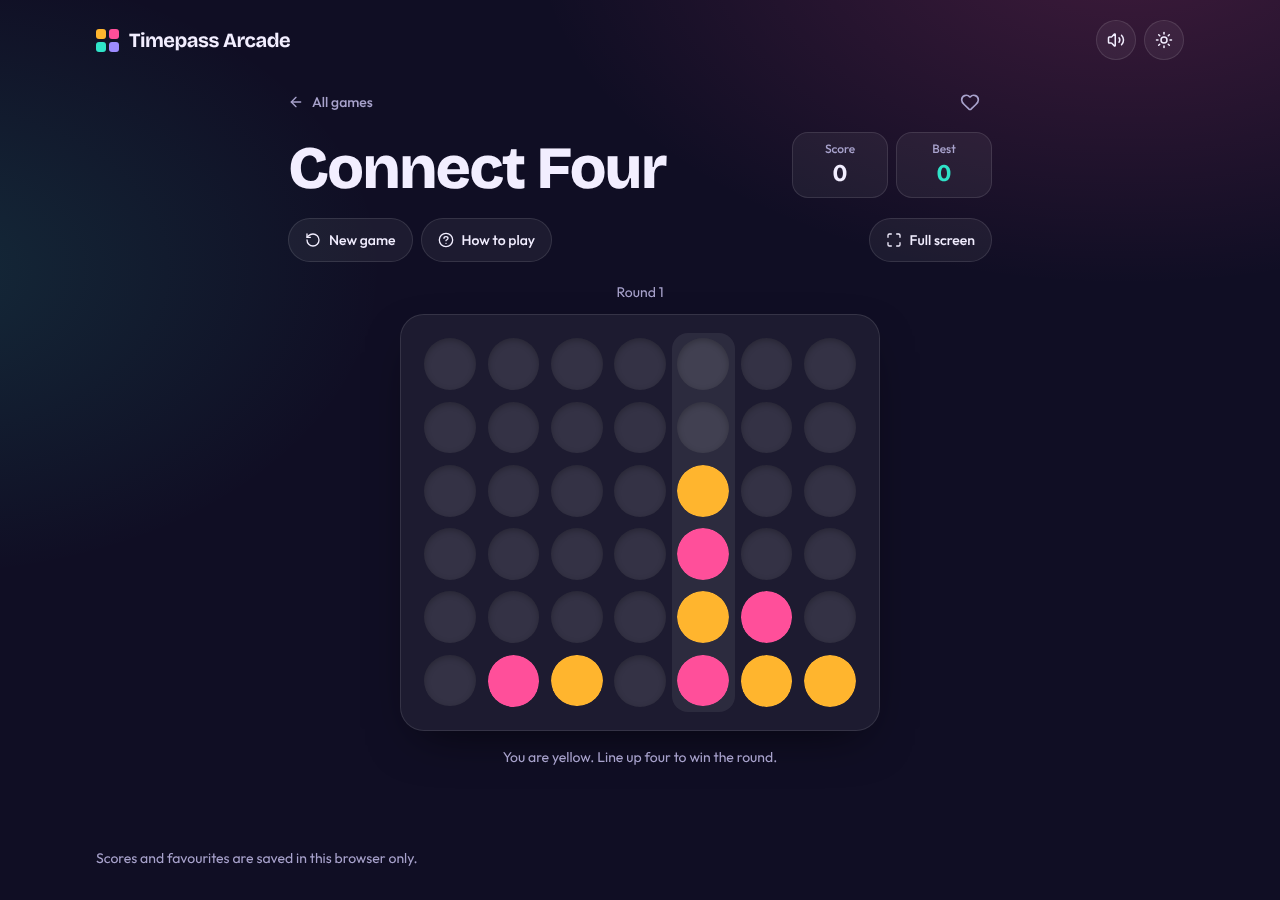 Timepass Arcade
All games
Connect Four
Score
0
Best
0
New game
How to play
Full screen
Round 1
You are yellow. Line up four to win the round.
Scores and favourites are saved in this browser only.